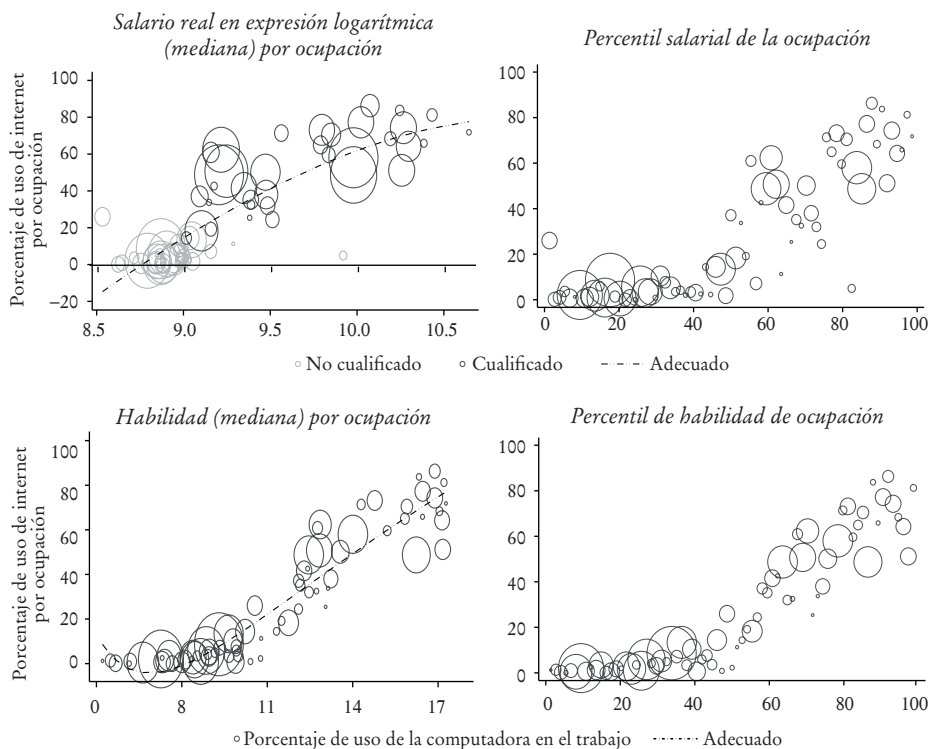 Salario real en expresión logarítmica
(mediana) por ocupación
Percentil salarial de la ocupación
Porcentaje de uso de internet
por ocupación
100
80
60
40
20
0
−20
8.5 9.0 9.5 10.0 10.5
100
80
60
40
20
0
0 20 40 60 80 100
No cualificado Cualificado Adecuado
Habilidad (mediana) por ocupación
Percentil de habilidad de ocupación
Porcentaje de uso de internet
por ocupación
100
80
60
40
20
0
0 8 11 14 17
100
80
60
40
20
0
0 20 40 60 80 100
Porcentaje de uso de la computadora en el trabajo Adecuado